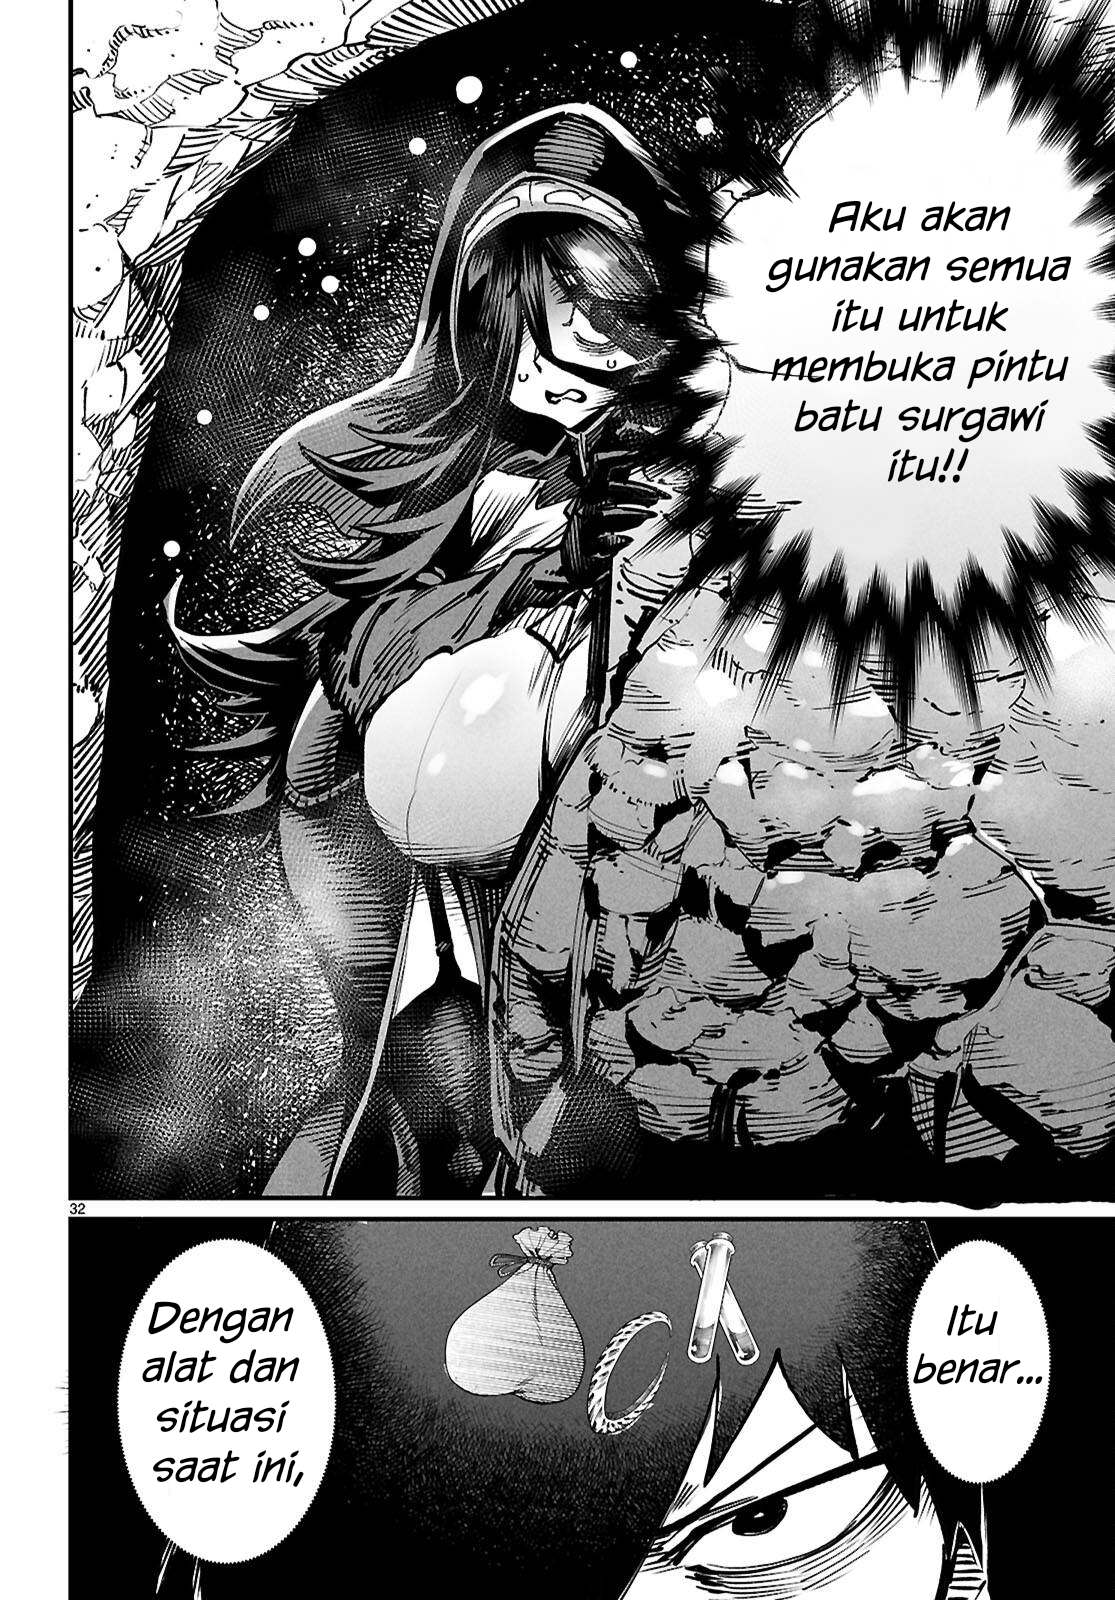 Aku akan
gunakan semua
itu untuk
membuka pintu
batu surgawi
itu!!
32
Itu
benar...
Dengan
alat dan
situasi
saat ini,